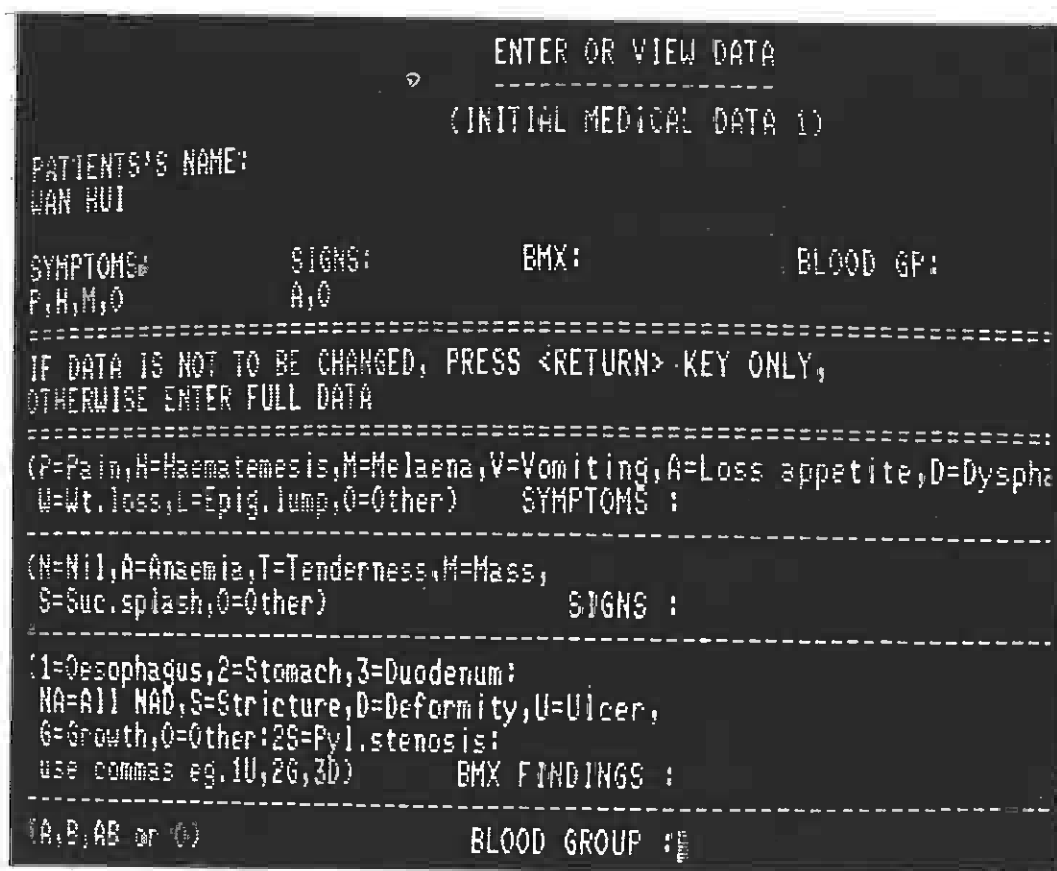 ENTER OR VIEW DATA
(INITIAL MEDICAL DATA 1)
PATIENTS'S NAME:
WAN HUI
SYMPTOMS: SIGNS: BMX: BLOOD GP:
P,H,M,O A,O
IF DATA IS NOT TO BE CHANGED, PRESS <RETURN> KEY ONLY,
OTHERWISE ENTER FULL DATA
(P=Pain,H=Haematemesis,M=Melaena,V=Vomiting,A=Loss appetite,D=Dyspha
W=Wt.loss,L=Epig.lump,O=Other) SYMPTOMS :
(N=Nil,A=Anaemia,T=Tenderness,M=Mass,
S=Suc.splash,O=Other) SIGNS :
(1=Oesophagus,2=Stomach,3=Duodenum:
NA=All NAD,S=Stricture,D=Deformity,U=Ulcer,
G=Growth,O=Other:2S=Pyl.stenosis:
use commas eg.1U,2G,3D) BMX FINDINGS :
(A,B,AB or O) BLOOD GROUP :